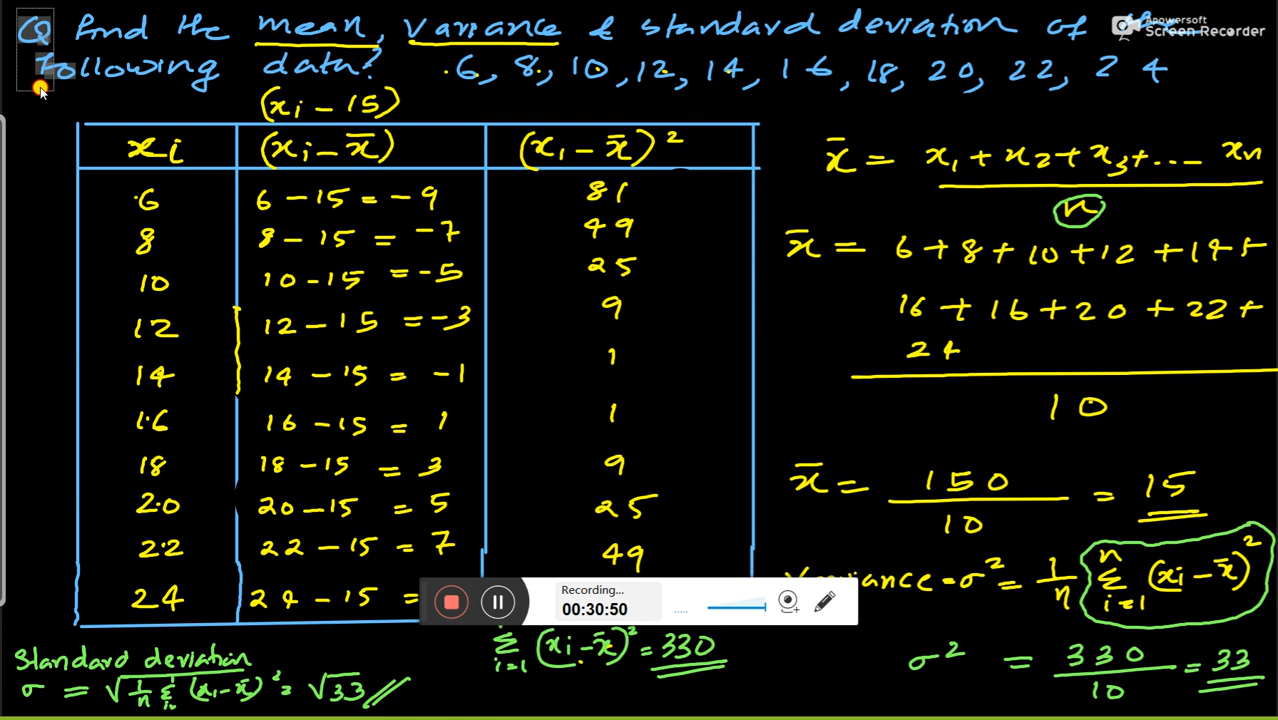 Q Find the mean, variance & standard deviation of the
following data? 6, 8, 10, 12, 14, 16, 18, 20, 22, 24
Apowersoft
Screen Recorder
(xi - 15)
xi (xi - x̄) (x1 - x̄)²
6 6 - 15 = -9 81
8 8 - 15 = -7 49
10 10 - 15 = -5 25
12 12 - 15 = -3 9
14 14 - 15 = -1 1
16 16 - 15 = 1 1
18 18 - 15 = 3 9
20 20 - 15 = 5 25
22 22 - 15 = 7 49
24 24 - 15 =
Σ i=1 (xi - x̄)² = 330
Standard deviation
σ = √(1/n Σ i= (x1 - x̄)²) = √33
x̄ = x1 + x2 + x3 + ... xn
n
x̄ = 6 + 8 + 10 + 12 + 14 +
16 + 16 + 20 + 22 +
24
10
x̄ = 150/10 = 15
Variance = σ² = 1/n Σ n i=1 (xi - x̄)²
σ² = 330/10 = 33
Recording...
00:30:50